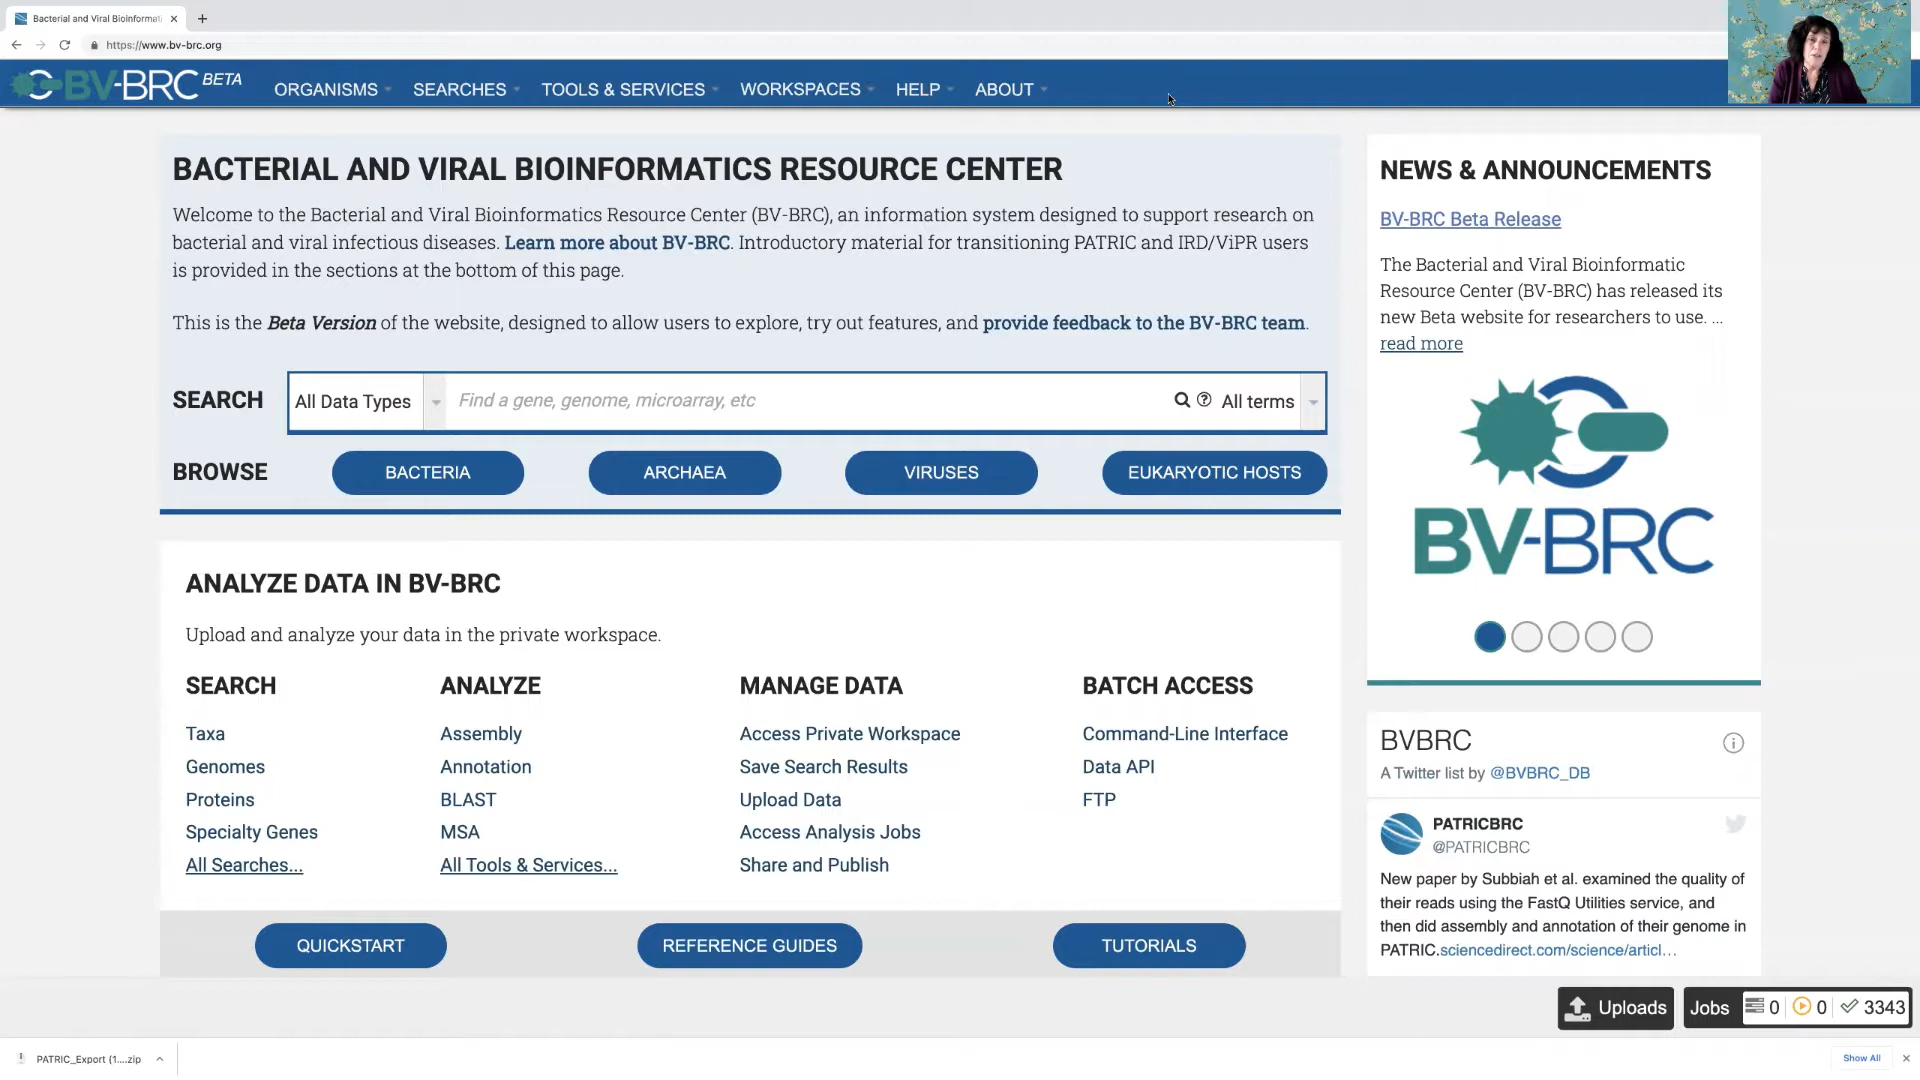 Bacterial and Viral Bioinformati
https://www.bv-brc.org
BV-BRC BETA
ORGANISMS
SEARCHES
TOOLS & SERVICES
WORKSPACES
HELP
ABOUT
BACTERIAL AND VIRAL BIOINFORMATICS RESOURCE CENTER
Welcome to the Bacterial and Viral Bioinformatics Resource Center (BV-BRC), an information system designed to support research on
bacterial and viral infectious diseases. Learn more about BV-BRC. Introductory material for transitioning PATRIC and IRD/ViPR users
is provided in the sections at the bottom of this page.
This is the Beta Version of the website, designed to allow users to explore, try out features, and provide feedback to the BV-BRC team.
SEARCH
All Data Types
Find a gene, genome, microarray, etc
All terms
BROWSE
BACTERIA
ARCHAEA
VIRUSES
EUKARYOTIC HOSTS
ANALYZE DATA IN BV-BRC
Upload and analyze your data in the private workspace.
SEARCH
Taxa
Genomes
Proteins
Specialty Genes
All Searches...
ANALYZE
Assembly
Annotation
BLAST
MSA
All Tools & Services...
MANAGE DATA
Access Private Workspace
Save Search Results
Upload Data
Access Analysis Jobs
Share and Publish
BATCH ACCESS
Command-Line Interface
Data API
FTP
QUICKSTART
REFERENCE GUIDES
TUTORIALS
NEWS & ANNOUNCEMENTS
BV-BRC Beta Release
The Bacterial and Viral Bioinformatic
Resource Center (BV-BRC) has released its
new Beta website for researchers to use. ...
read more
BV-BRC
BVBRC
A Twitter list by @BVBRC_DB
PATRICBRC
@PATRICBRC
New paper by Subbiah et al. examined the quality of
their reads using the FastQ Utilities service, and
then did assembly and annotation of their genome in
PATRIC.sciencedirect.com/science/articl…
Uploads
Jobs 0 0 3343
PATRIC_Export (1....zip
Show All